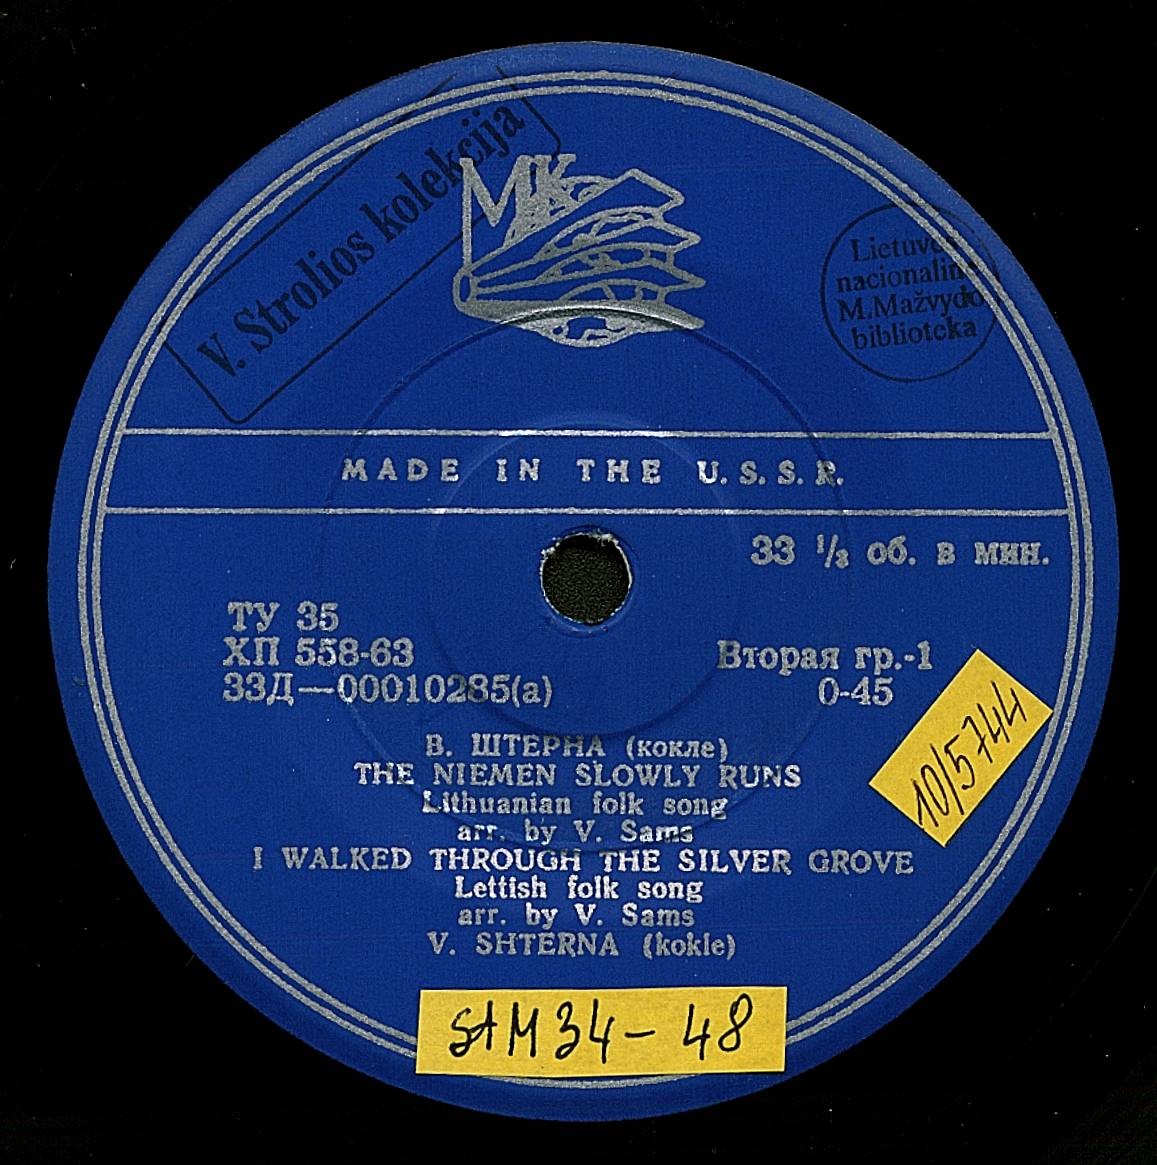 V. Strolios kolekcija
MK
Lietuvos
nacionalinė
M.Mažvydo
biblioteka
MADE IN THE U.S.S.R.
33 1/3 об. в мин.
ТУ 35
ХП 558-63
33Д—00010285(а)
Вторая гр.-1
0-45
10/5744
В. ШТЕРНА (кокле)
THE NIEMEN SLOWLY RUNS
Lithuanian folk song
arr. by V. Sams
I WALKED THROUGH THE SILVER GROVE
Lettish folk song
arr. by V. Sams
V. SHTERNA (kokle)
StM34-48